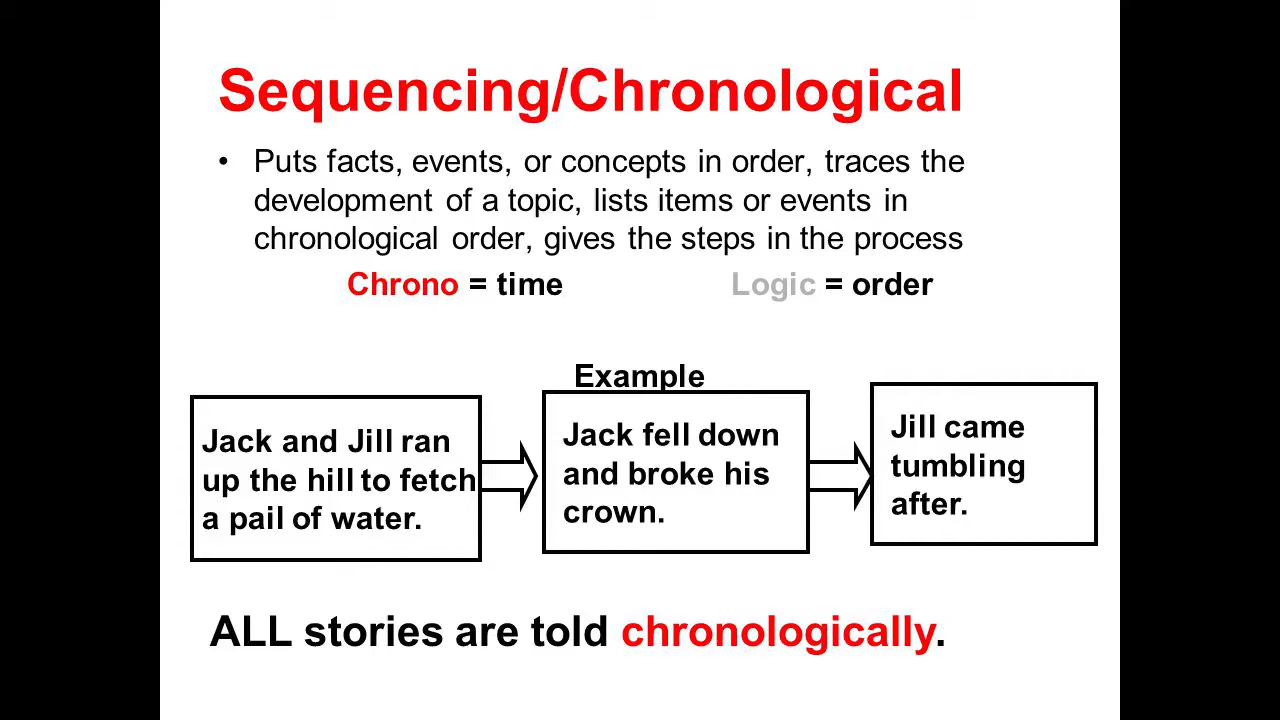 Sequencing/Chronological
• Puts facts, events, or concepts in order, traces the
development of a topic, lists items or events in
chronological order, gives the steps in the process
Chrono = time Logic = order
Example
Jack and Jill ran
up the hill to fetch
a pail of water.
Jack fell down
and broke his
crown.
Jill came
tumbling
after.
ALL stories are told chronologically.